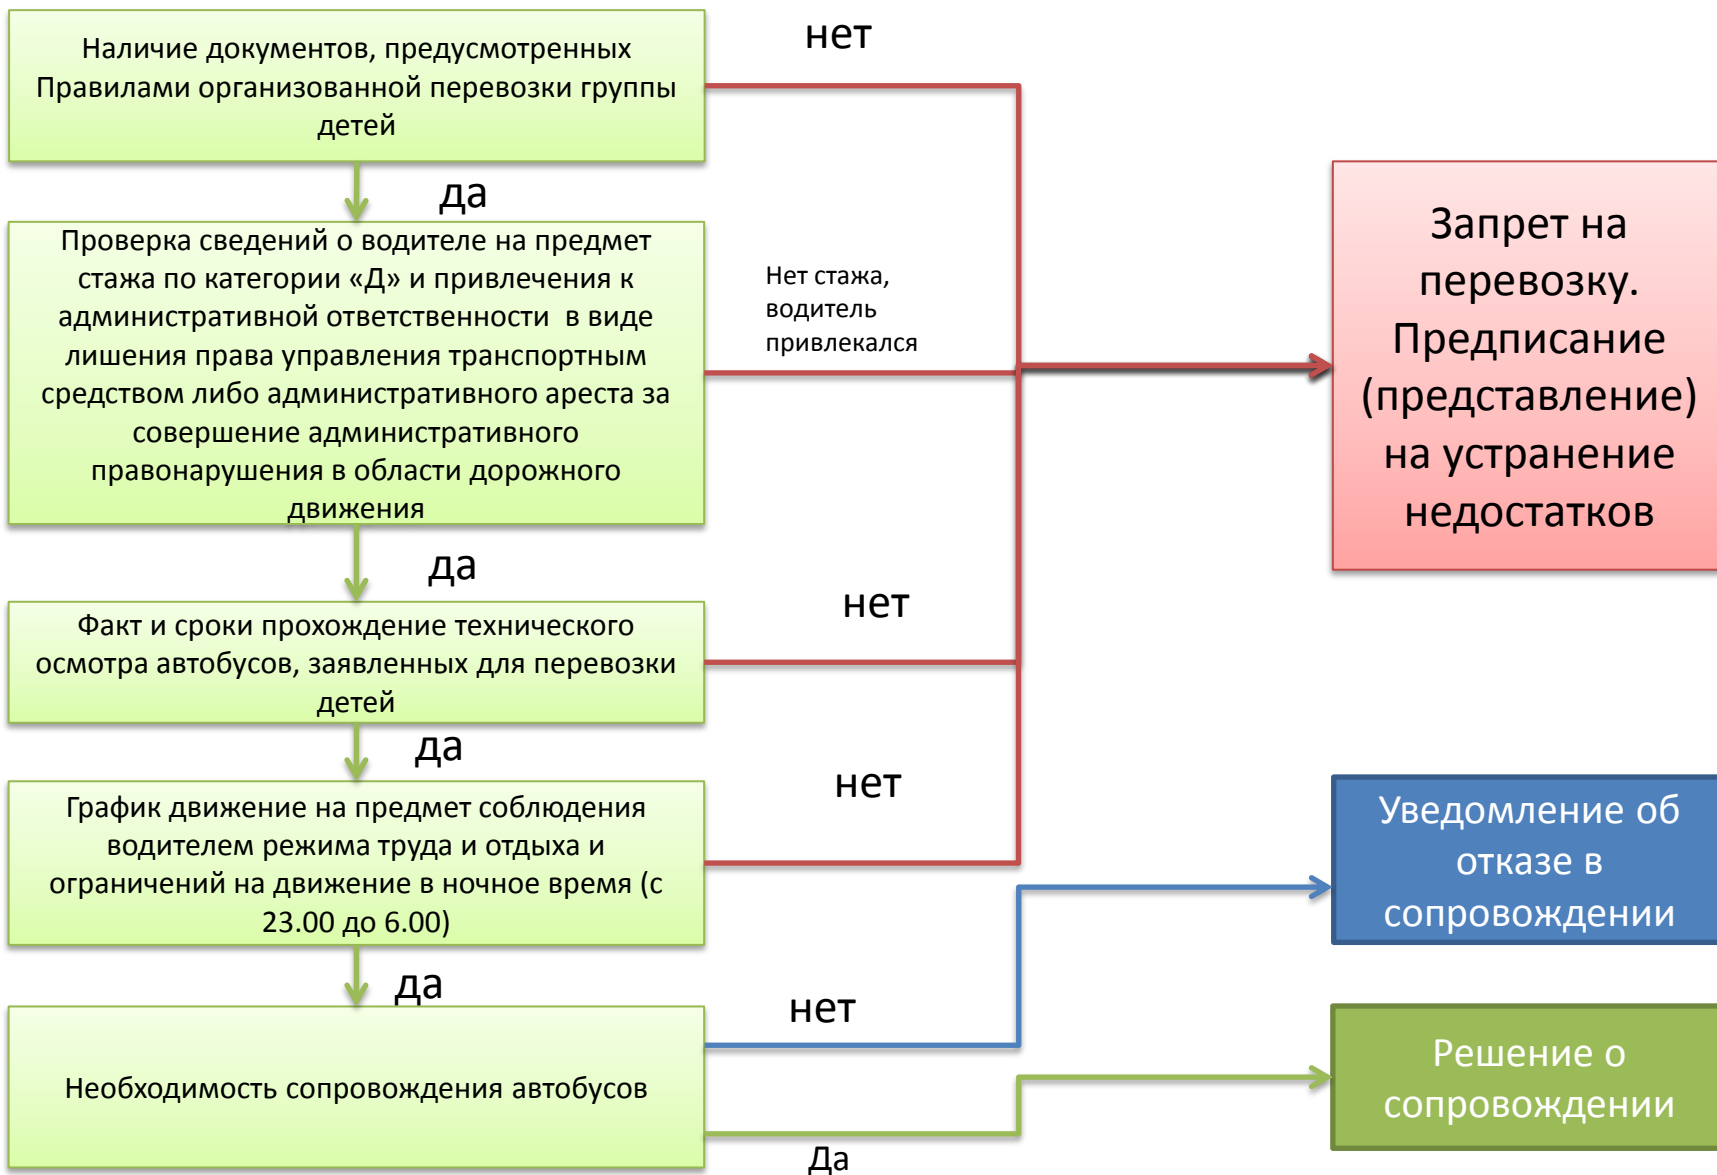 Наличие документов, предусмотренных
Правилами организованной перевозки группы
детей
нет
да
Проверка сведений о водителе на предмет
стажа по категории «Д» и привлечения к
административной ответственности в виде
лишения права управления транспортным
средством либо административного ареста за
совершение административного
правонарушения в области дорожного
движения
Нет стажа,
водитель
привлекался
Запрет на
перевозку.
Предписание
(представление)
на устранение
недостатков
да
Факт и сроки прохождение технического
осмотра автобусов, заявленных для перевозки
детей
нет
да
График движение на предмет соблюдения
водителем режима труда и отдыха и
ограничений на движение в ночное время (с
23.00 до 6.00)
нет
Уведомление об
отказе в
сопровождении
да
Необходимость сопровождения автобусов
нет
Да
Решение о
сопровождении